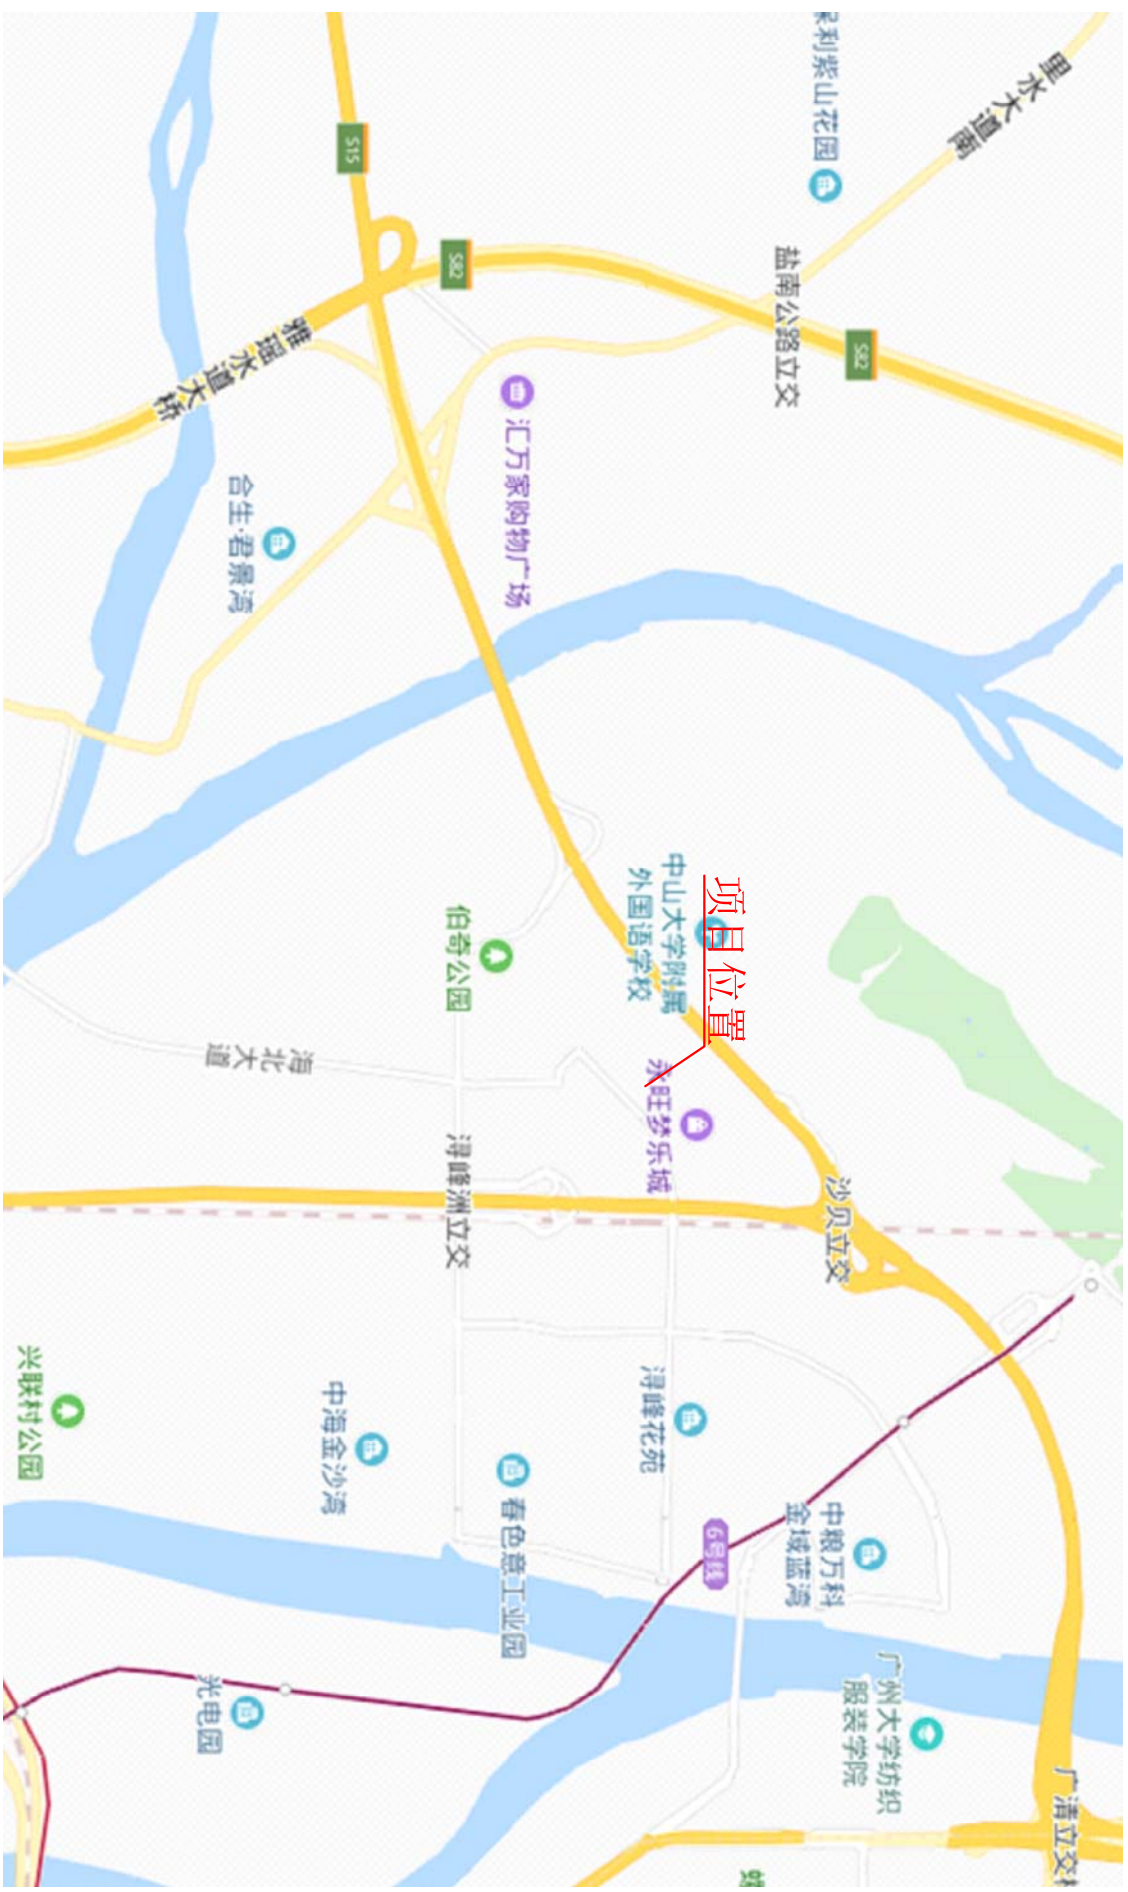 里水大道南
保利紫山花园
盐南公路立交
S82
S82
S15
雅瑶水道大桥
汇万家购物广场
合生·君景湾
项目位置
中山大学附属
外国语学校
伯奇公园
海北大道
永旺梦乐城
浔峰洲立交
沙贝立交
浔峰花苑
中海金沙湾
兴联村公园
春色意工业园
6号线
中粮万科
金域蓝湾
广州大学纺织
服装学院
光电园
广清立交